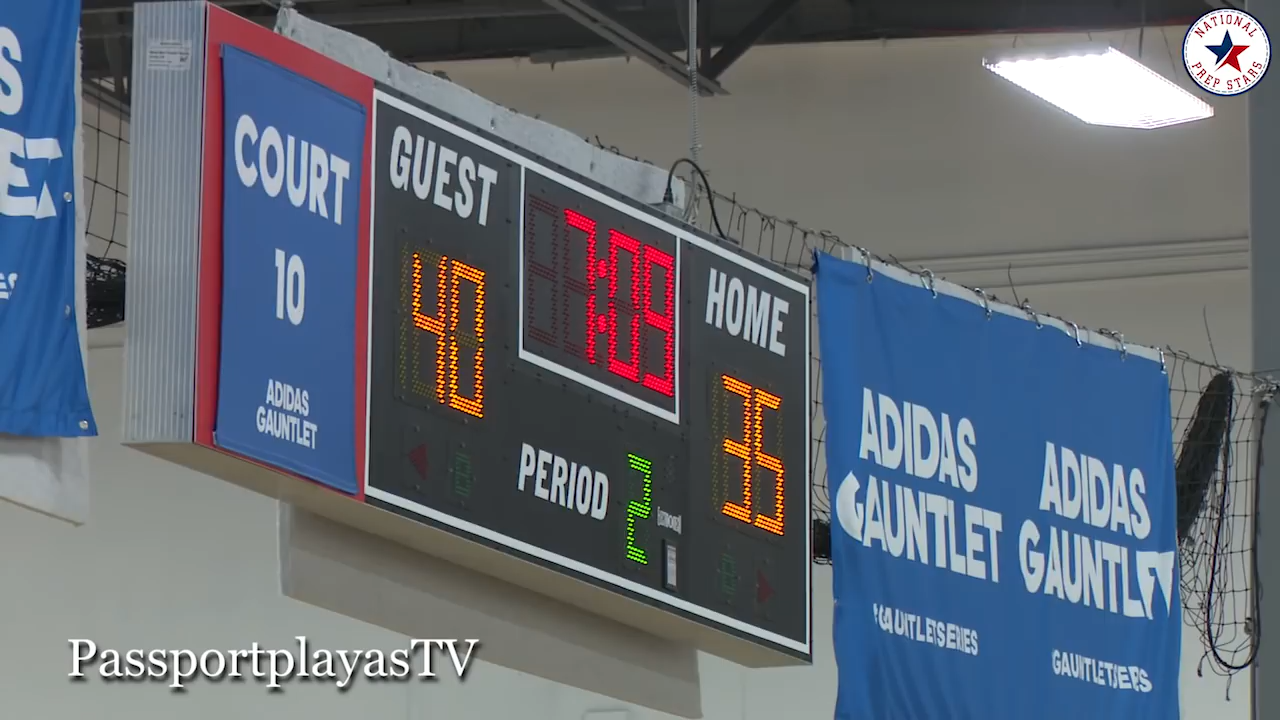 NATIONAL
PREP STARS
COURT
10
ADIDAS
GAUNTLET
GUEST
40
7:09
HOME
35
PERIOD
2
ADIDAS
GAUNTLET
GAUNTLETSERIES
ADIDAS
GAUNTLET
PassportplayasTV